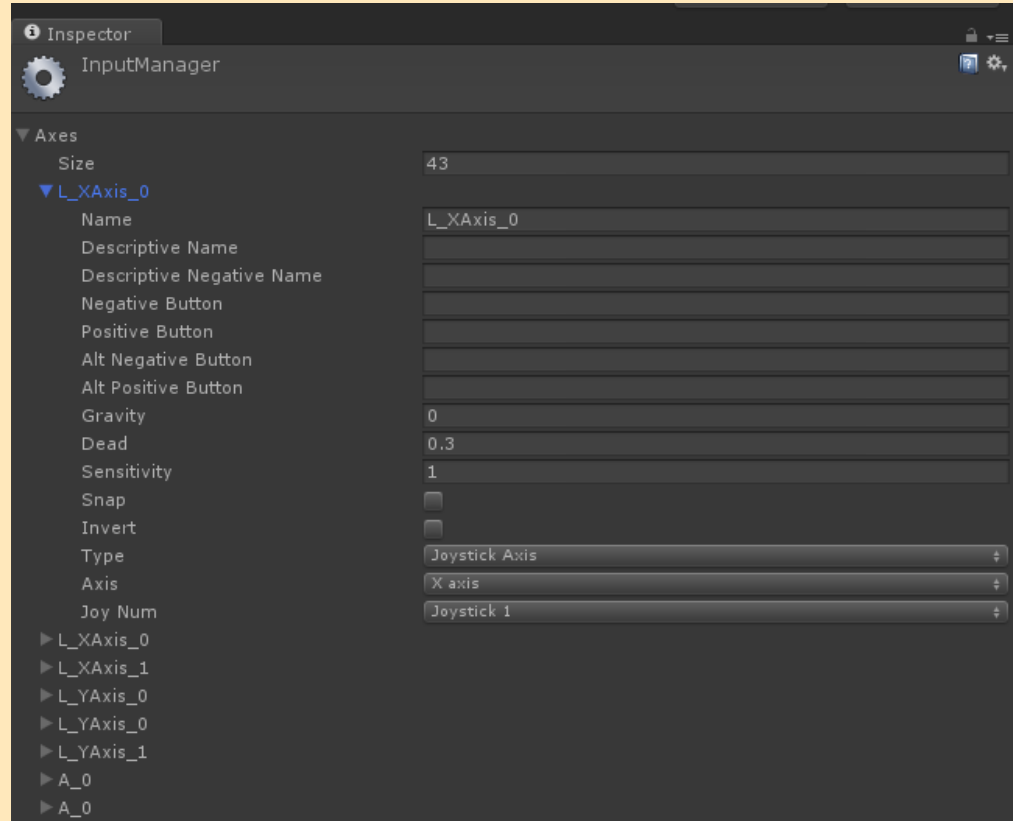 Inspector
InputManager
Axes
Size 43
L_XAxis_0
Name L_XAxis_0
Descriptive Name
Descriptive Negative Name
Negative Button
Positive Button
Alt Negative Button
Alt Positive Button
Gravity 0
Dead 0.3
Sensitivity 1
Snap
Invert
Type Joystick Axis
Axis X axis
Joy Num Joystick 1
L_XAxis_0
L_XAxis_1
L_YAxis_0
L_YAxis_0
L_YAxis_1
A_0
A_0